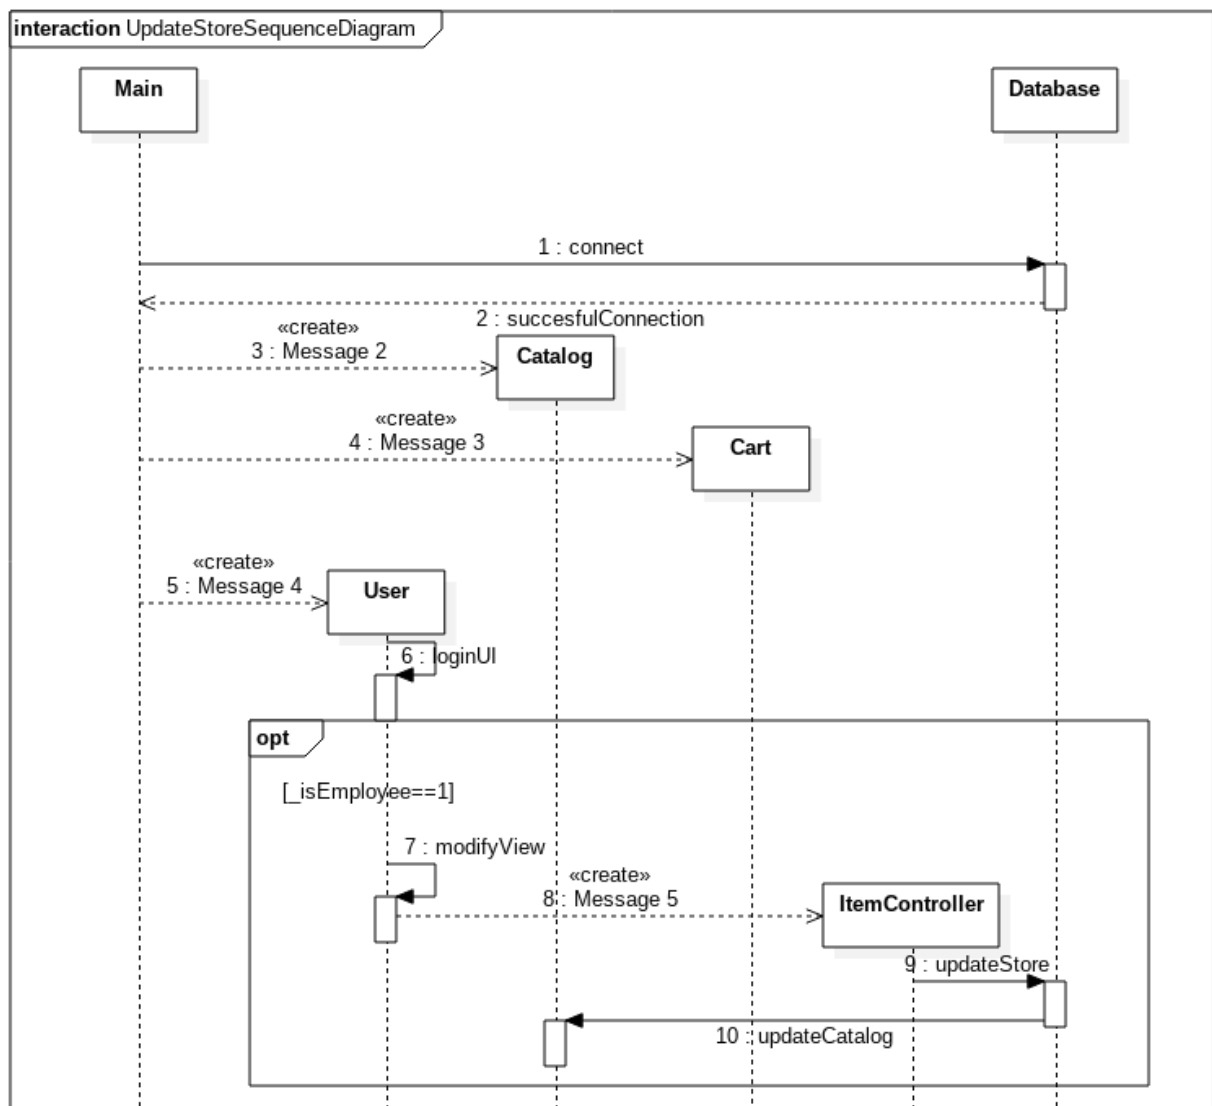 interaction UpdateStoreSequenceDiagram
Main
Database
1 : connect
2 : succesfulConnection
«create»
3 : Message 2
Catalog
«create»
4 : Message 3
Cart
«create»
5 : Message 4
User
6 : loginUI
opt
[_isEmployee==1]
7 : modifyView
«create»
8 : Message 5
ItemController
9 : updateStore
10 : updateCatalog